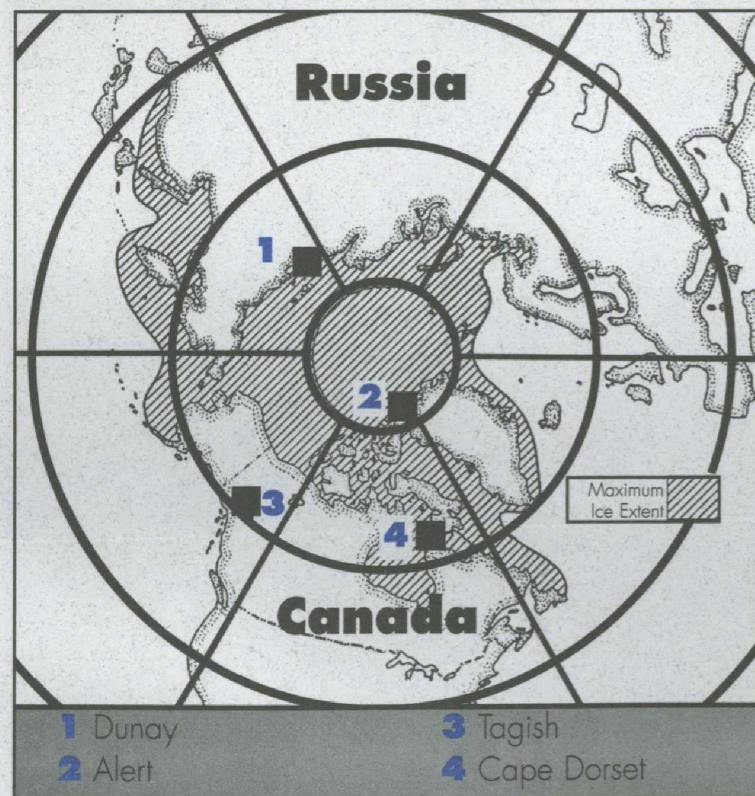 Russia
1
2
3
4
Maximum
Ice Extent
Canada
1 Dunay
2 Alert
3 Tagish
4 Cape Dorset